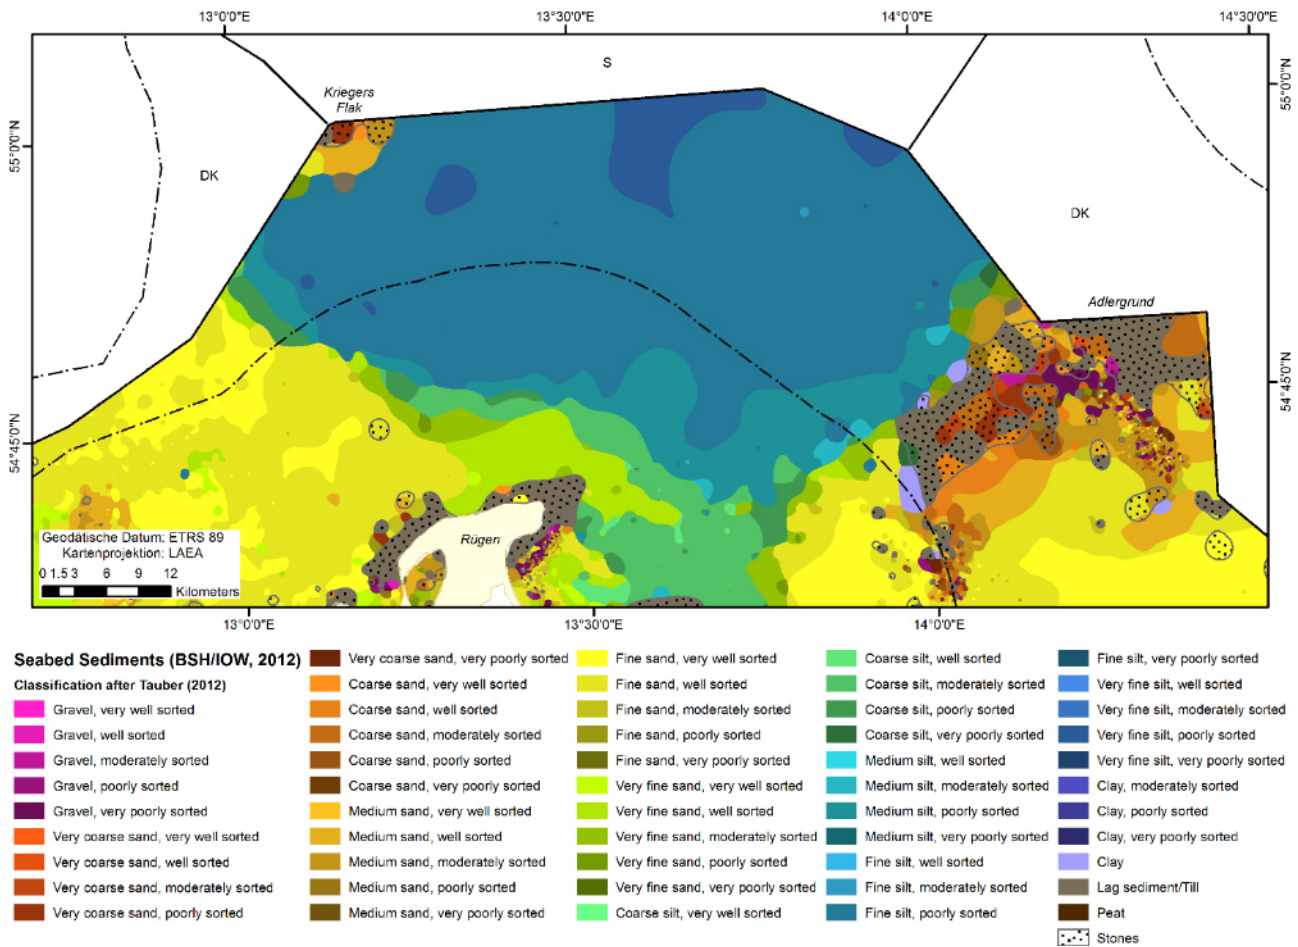 13°0'0"E
13°30'0"E
14°0'0"E
14°30'0"E
S
Kriegers
Flak
55°0'0"N
55°0'0"N
DK
DK
Adlergrund
54°45'0"N
54°45'0"N
Geodätische Datum: ETRS 89
Kartenprojektion: LAEA
0 1.5 3 6 9 12
Kilometers
Rügen
13°0'0"E
13°30'0"E
14°0'0"E
Seabed Sediments (BSH/IOW, 2012)
Classification after Tauber (2012)
Gravel, very well sorted
Gravel, well sorted
Gravel, moderately sorted
Gravel, poorly sorted
Gravel, very poorly sorted
Very coarse sand, very well sorted
Very coarse sand, well sorted
Very coarse sand, moderately sorted
Very coarse sand, poorly sorted
Very coarse sand, very poorly sorted
Coarse sand, very well sorted
Coarse sand, well sorted
Coarse sand, moderately sorted
Coarse sand, poorly sorted
Coarse sand, very poorly sorted
Medium sand, very well sorted
Medium sand, well sorted
Medium sand, moderately sorted
Medium sand, poorly sorted
Medium sand, very poorly sorted
Fine sand, very well sorted
Fine sand, well sorted
Fine sand, moderately sorted
Fine sand, poorly sorted
Fine sand, very poorly sorted
Very fine sand, very well sorted
Very fine sand, well sorted
Very fine sand, moderately sorted
Very fine sand, poorly sorted
Very fine sand, very poorly sorted
Coarse silt, very well sorted
Coarse silt, well sorted
Coarse silt, moderately sorted
Coarse silt, poorly sorted
Coarse silt, very poorly sorted
Medium silt, well sorted
Medium silt, moderately sorted
Medium silt, poorly sorted
Medium silt, very poorly sorted
Fine silt, well sorted
Fine silt, moderately sorted
Fine silt, poorly sorted
Fine silt, very poorly sorted
Very fine silt, well sorted
Very fine silt, moderately sorted
Very fine silt, poorly sorted
Very fine silt, very poorly sorted
Clay, moderately sorted
Clay, poorly sorted
Clay, very poorly sorted
Clay
Lag sediment/Till
Peat
Stones